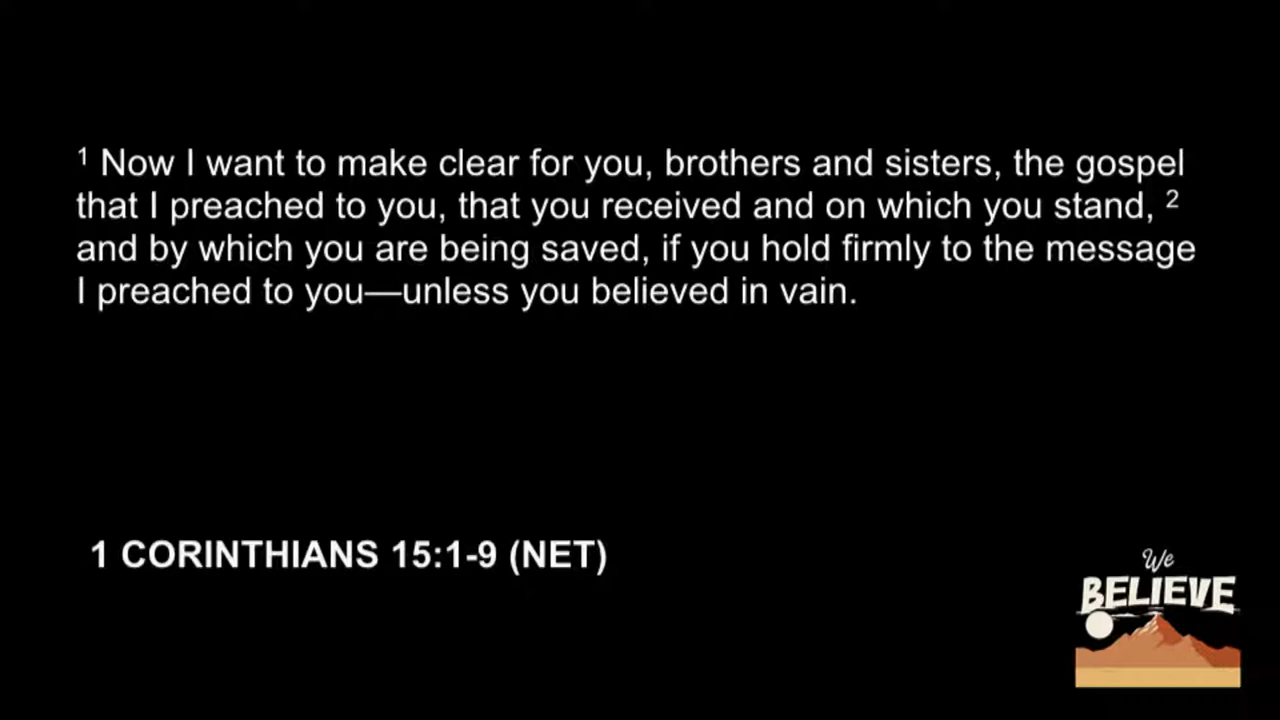 1 Now I want to make clear for you, brothers and sisters, the gospel
that I preached to you, that you received and on which you stand, 2
and by which you are being saved, if you hold firmly to the message
I preached to you—unless you believed in vain.
1 CORINTHIANS 15:1-9 (NET)
We
BELIEVE